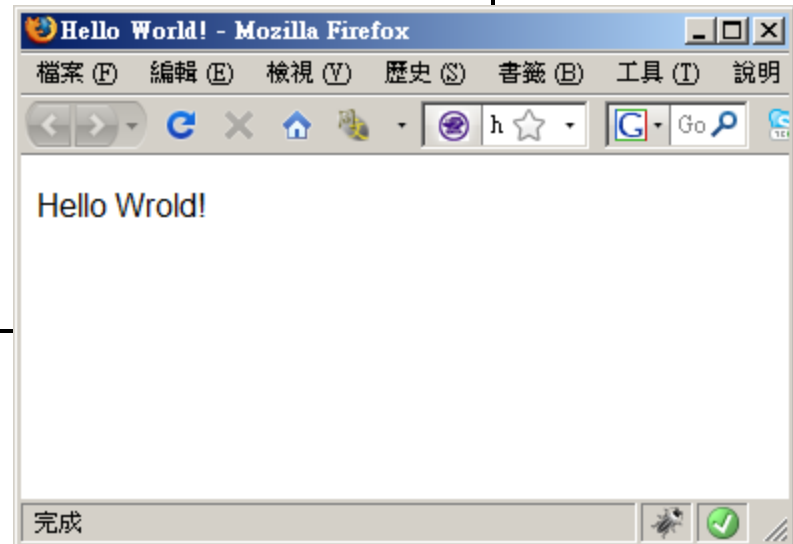 Hello World! - Mozilla Firefox
檔案(F) 編輯(E) 檢視(V) 歷史(S) 書籤(B) 工具(T) 說明
h Go
Hello Wrold!
完成